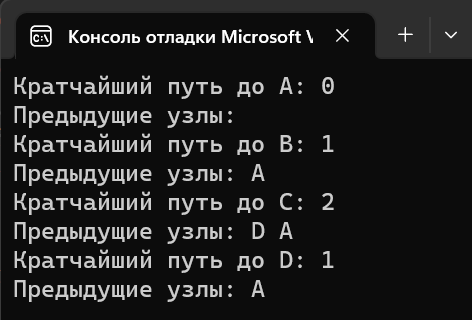 Консоль отладки Microsoft V
Кратчайший путь до A: 0
Предыдущие узлы:
Кратчайший путь до B: 1
Предыдущие узлы: A
Кратчайший путь до C: 2
Предыдущие узлы: D A
Кратчайший путь до D: 1
Предыдущие узлы: A